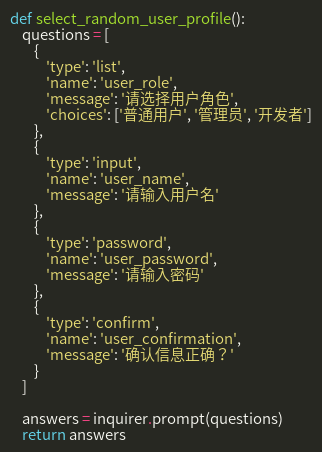 def select_random_user_profile():
    questions = [
        {
            'type': 'list',
            'name': 'user_role',
            'message': '请选择用户角色',
            'choices': ['普通用户', '管理员', '开发者']
        },
        {
            'type': 'input',
            'name': 'user_name',
            'message': '请输入用户名'
        },
        {
            'type': 'password',
            'name': 'user_password',
            'message': '请输入密码'
        },
        {
            'type': 'confirm',
            'name': 'user_confirmation',
            'message': '确认信息正确？'
        }
    ]

    answers = inquirer.prompt(questions)
    return answers